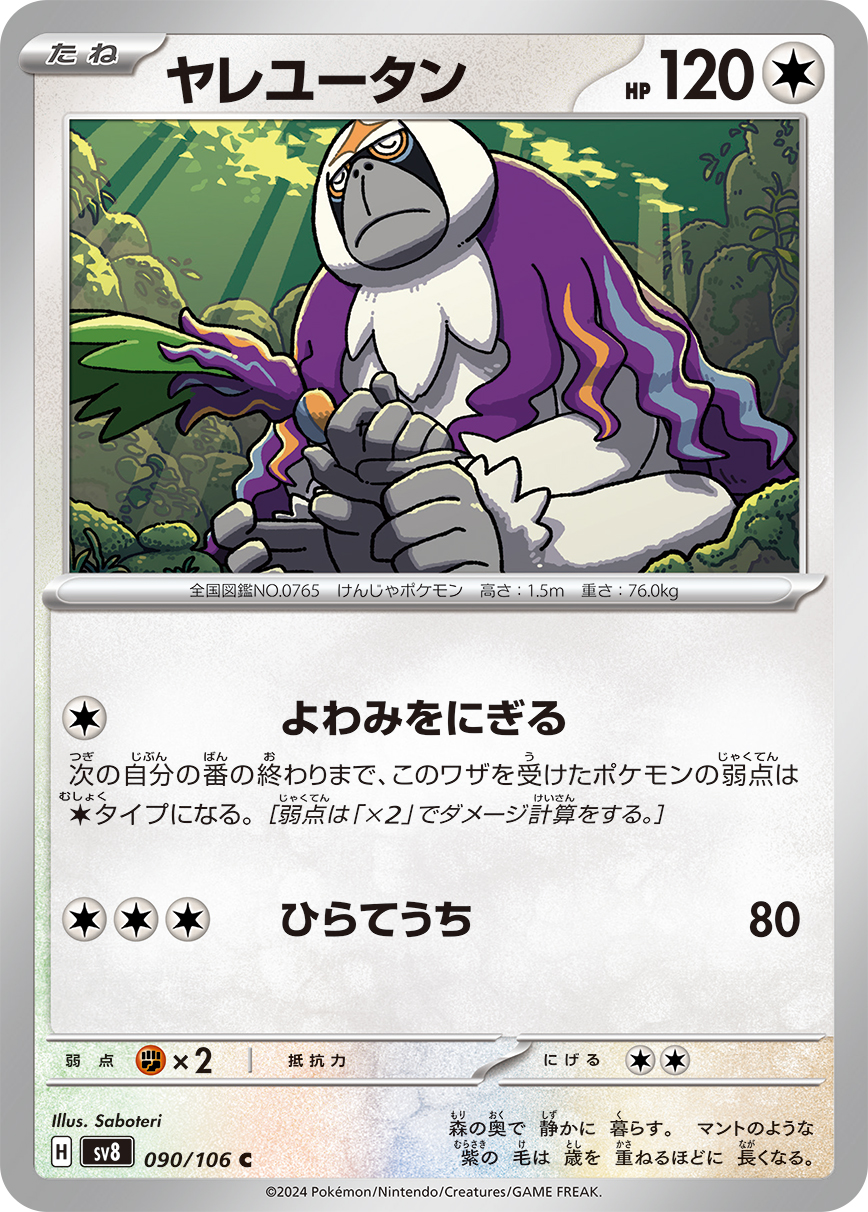 たね ヤレユータン HP 120
全国図鑑NO.0765 けんじゃポケモン 高さ:1.5m 重さ:76.0kg
よわみをにぎる
次の自分の番の終わりまで、このワザを受けたポケモンの弱点は
タイプになる。[弱点は「×2」でダメージ計算をする。]
ひらてうち 80
弱点 ×2 抵抗力 にげる
Illus. Saboteri
森の奥で 静かに 暮らす。 マントのような
紫の 毛は 歳を 重ねるほどに 長くなる。
H sv8 090/106 C
©2024 Pokémon/Nintendo/Creatures/GAME FREAK.